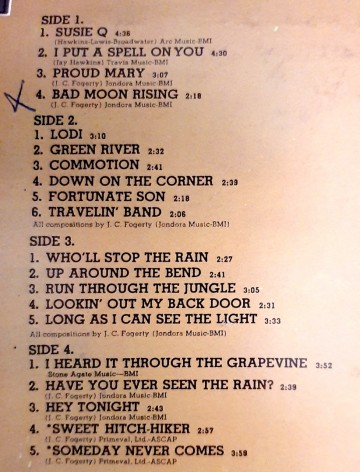 SIDE 1.
1. SUSIE Q 4:36
(Hawkins-Lewis-Broadwater) Arc Music-BMI
2. I PUT A SPELL ON YOU 4:30
(Jay Hawkins) Travis Music-BMI
3. PROUD MARY 3:07
(J. C. Fogerty) Jondora Music-BMI
4. BAD MOON RISING 2:18
(J. C. Fogerty) Jondora Music-BMI
SIDE 2.
1. LODI 3:10
2. GREEN RIVER 2:32
3. COMMOTION 2:41
4. DOWN ON THE CORNER 2:39
5. FORTUNATE SON 2:18
6. TRAVELIN' BAND 2:06
All compositions by J. C. Fogerty (Jondora Music-BMI)
SIDE 3.
1. WHO'LL STOP THE RAIN 2:27
2. UP AROUND THE BEND 2:41
3. RUN THROUGH THE JUNGLE 3:05
4. LOOKIN' OUT MY BACK DOOR 2:31
5. LONG AS I CAN SEE THE LIGHT 3:33
All compositions by J. C. Fogerty (Jondora Music-BMI)
SIDE 4.
1. I HEARD IT THROUGH THE GRAPEVINE 3:52
Stone Agate Music—BMI
2. HAVE YOU EVER SEEN THE RAIN? 2:39
(J. C. Fogerty) Jondora Music-BMI
3. HEY TONIGHT 2:43
(J. C. Fogerty) Jondora Music-BMI
4. *SWEET HITCH-HIKER 2:57
(J. C. Fogerty) Primeval, Ltd.-ASCAP
5. *SOMEDAY NEVER COMES 3:59
(J. C. Fogerty) Primeval, Ltd.-ASCAP